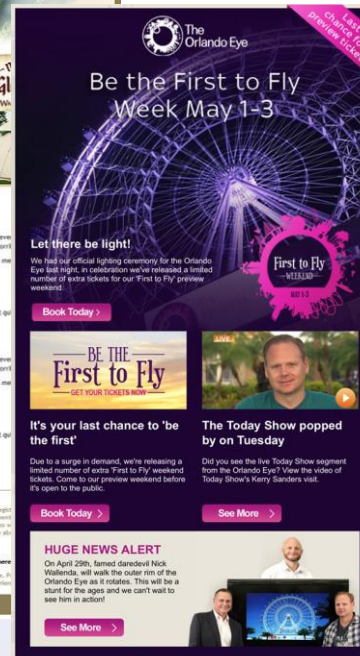 The
Orlando Eye
Last
chance for
preview tickets
Be the First to Fly
Week May 1-3
Let there be light!
We had our official lighting ceremony for the Orlando
Eye last night, in celebration we've released a limited
number of extra tickets for our 'First to Fly' preview
weekend.
Book Today >
First to Fly
WEEKEND
MAY 1-3
BE THE
First to Fly
GET YOUR TICKETS NOW
LIVE
It's your last chance to 'be
the first'
Due to a surge in demand, we're releasing a
limited number of extra 'First to Fly' weekend
tickets. Come to our preview weekend before
it's open to the public.
Book Today >
The Today Show popped
by on Tuesday
Did you see the live Today Show segment
from the Orlando Eye? View the video of
Today Show's Kerry Sanders visit.
See More >
HUGE NEWS ALERT
On April 29th, famed daredevil Nick
Wallenda, will walk the outer rim of the
Orlando Eye as it rotates. This will be a
stunt for the ages and we can't wait to
see him in action!
See More >